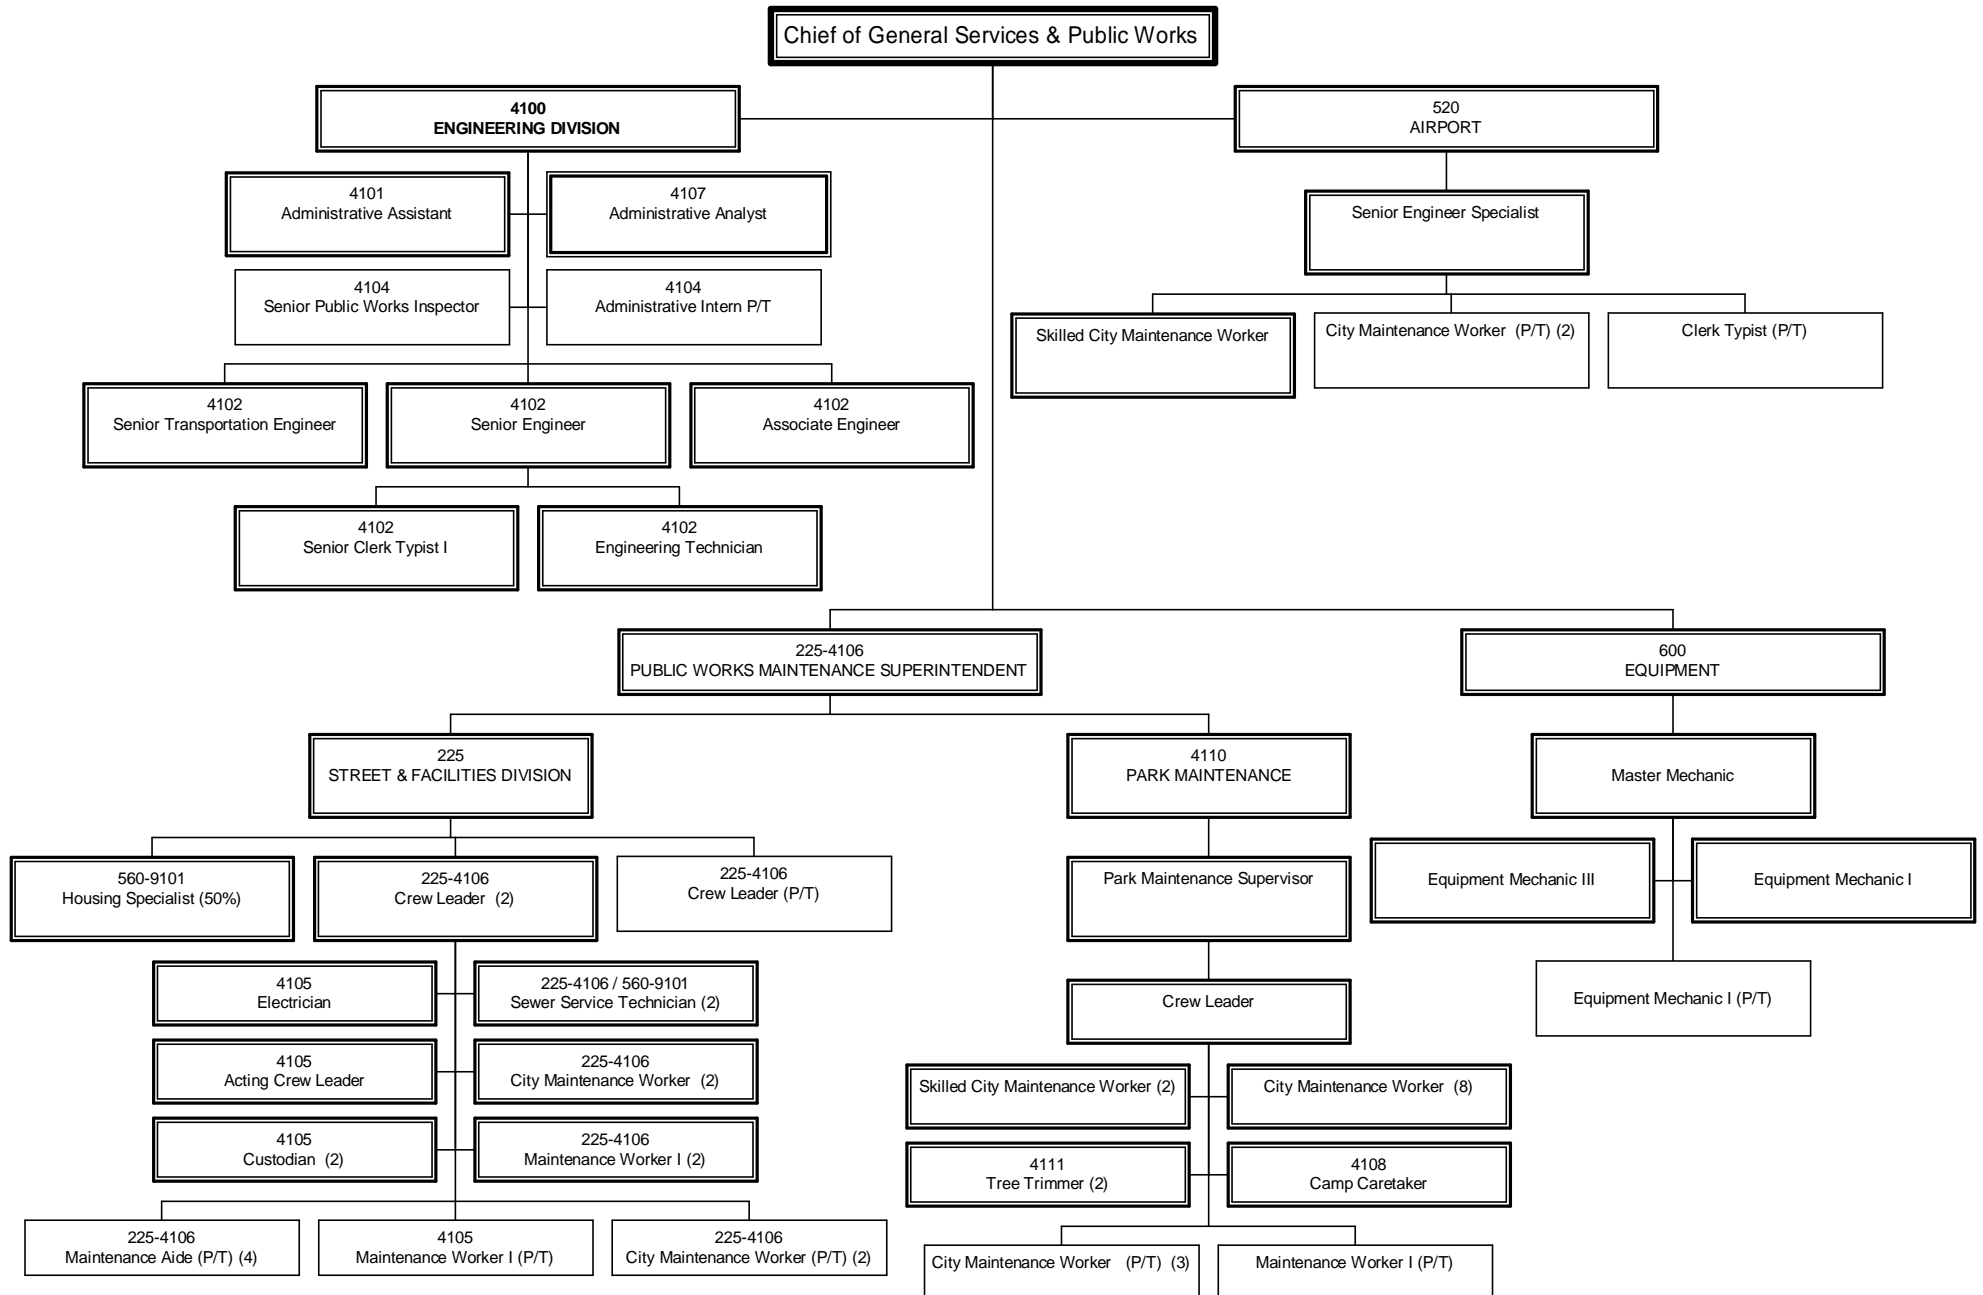 Chief of General Services & Public Works
4100
ENGINEERING DIVISION
520
AIRPORT
4101
Administrative Assistant
4107
Administrative Analyst
Senior Engineer Specialist
4104
Senior Public Works Inspector
4104
Administrative Intern P/T
Skilled City Maintenance Worker
City Maintenance Worker (P/T) (2)
Clerk Typist (P/T)
4102
Senior Transportation Engineer
4102
Senior Engineer
4102
Associate Engineer
4102
Senior Clerk Typist I
4102
Engineering Technician
225-4106
PUBLIC WORKS MAINTENANCE SUPERINTENDENT
600
EQUIPMENT
225
STREET & FACILITIES DIVISION
4110
PARK MAINTENANCE
Master Mechanic
560-9101
Housing Specialist (50%)
225-4106
Crew Leader (2)
225-4106
Crew Leader (P/T)
Park Maintenance Supervisor
Equipment Mechanic III
Equipment Mechanic I
4105
Electrician
225-4106 / 560-9101
Sewer Service Technician (2)
Crew Leader
Equipment Mechanic I (P/T)
4105
Acting Crew Leader
225-4106
City Maintenance Worker (2)
Skilled City Maintenance Worker (2)
City Maintenance Worker (8)
4105
Custodian (2)
225-4106
Maintenance Worker I (2)
4111
Tree Trimmer (2)
4108
Camp Caretaker
225-4106
Maintenance Aide (P/T) (4)
4105
Maintenance Worker I (P/T)
225-4106
City Maintenance Worker (P/T) (2)
City Maintenance Worker (P/T) (3)
Maintenance Worker I (P/T)